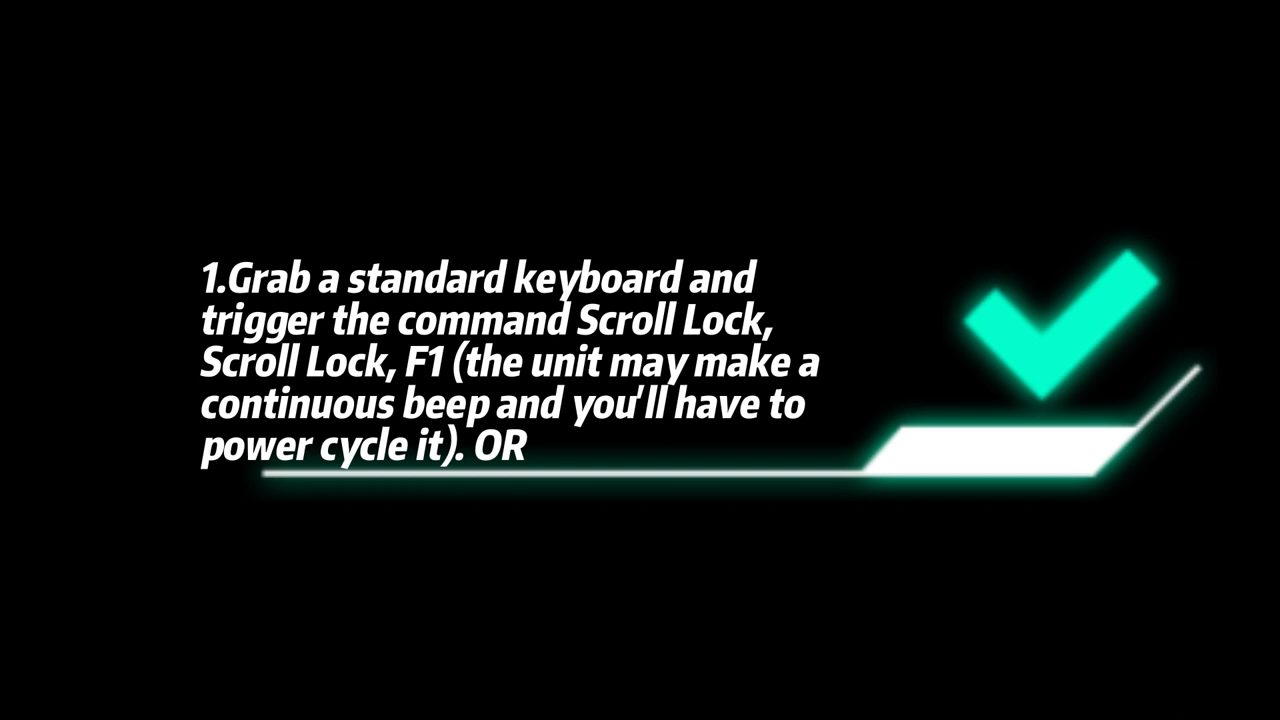 1.Grab a standard keyboard and
trigger the command Scroll Lock,
Scroll Lock, F1 (the unit may make a
continuous beep and you'll have to
power cycle it). OR